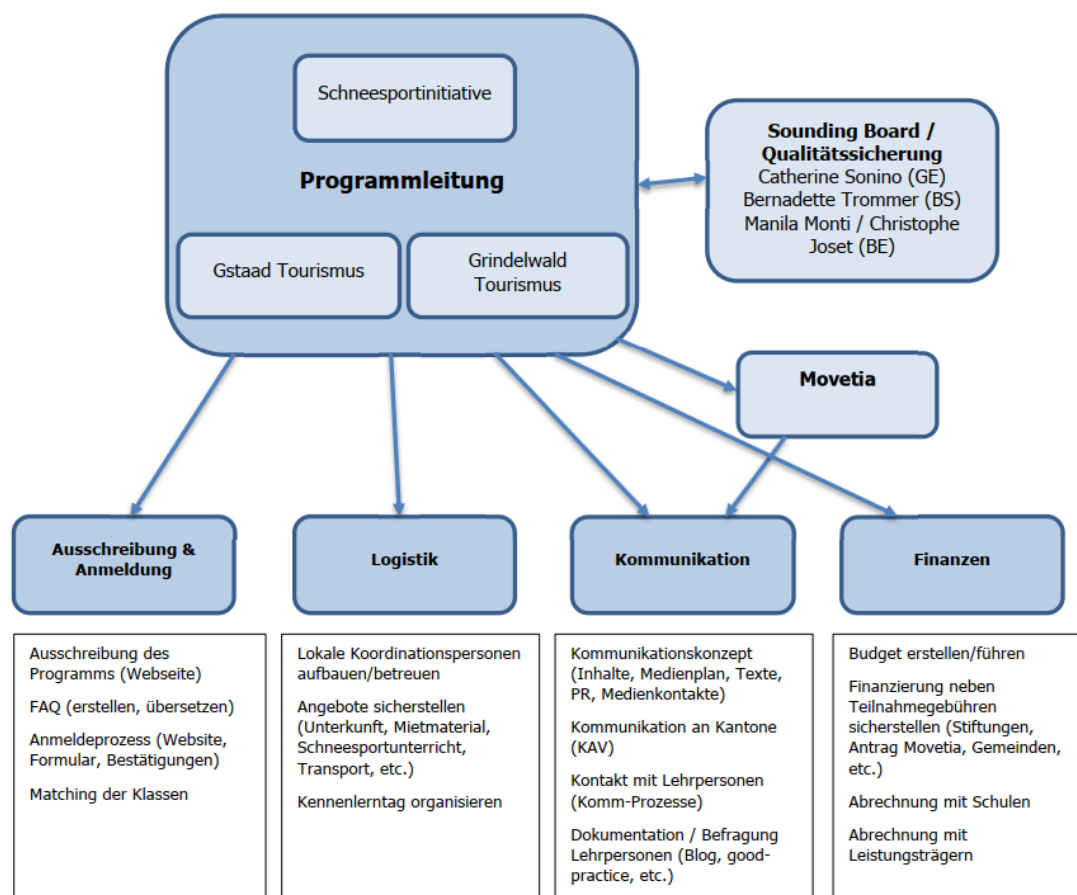 Schneesportinitiative
Programmleitung
Gstaad Tourismus
Grindelwald
Tourismus
Sounding Board /
Qualitätssicherung
Catherine Sonino (GE)
Bernadette Trommer (BS)
Manila Monti / Christophe
Joset (BE)
Movetia
Ausschreibung &
Anmeldung
Logistik
Kommunikation
Finanzen
Ausschreibung des
Programms (Webseite)
FAQ (erstellen, übersetzen)
Anmeldeprozess (Website,
Formular, Bestätigungen)
Matching der Klassen
Lokale Koordinationspersonen
aufbauen/betreuen
Angebote sicherstellen
(Unterkunft, Mietmaterial,
Schneesportunterricht,
Transport, etc.)
Kennenlerntag organisieren
Kommunikationskonzept
(Inhalte, Medienplan, Texte,
PR, Medienkontakte)
Kommunikation an Kantone
(KAV)
Kontakt mit Lehrpersonen
(Komm-Prozesse)
Dokumentation / Befragung
Lehrpersonen (Blog, good-
practice, etc.)
Budget erstellen/führen
Finanzierung neben
Teilnahmegebühren
sicherstellen (Stiftungen,
Antrag Movetia, Gemeinden,
etc.)
Abrechnung mit Schulen
Abrechnung mit
Leistungsträgern